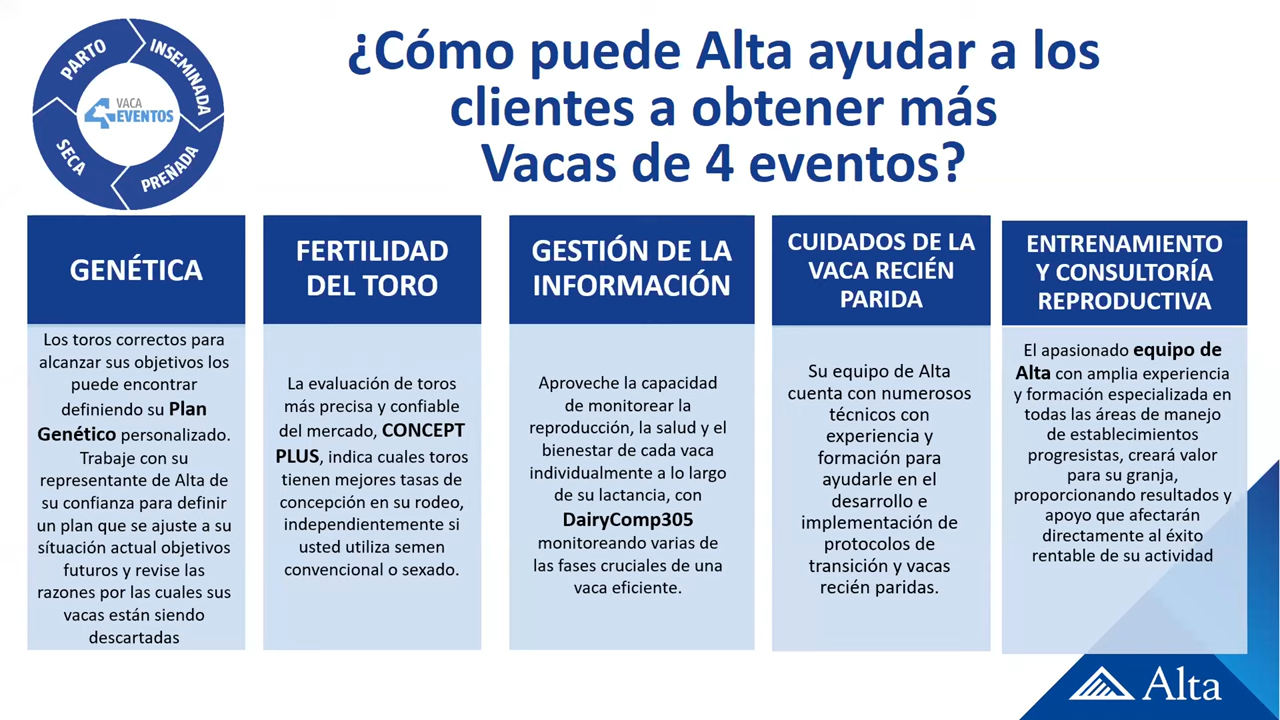 PARTO
INSEMINADA
PREÑADA
SECA
4 VACA
EVENTOS
¿Cómo puede Alta ayudar a los
clientes a obtener más
Vacas de 4 eventos?
GENÉTICA
Los toros correctos para
alcanzar sus objetivos los
puede encontrar
definiendo su Plan
Genético personalizado.
Trabaje con su
representante de Alta de
su confianza para definir
un plan que se ajuste a su
sítuación actual objetivos
futuros y revise las
razones por las cuales sus
vacas están siendo
descartadas
FERTILIDAD
DEL TORO
La evaluación de toros
más precisa y confiable
del mercado, CONCEPT
PLUS, indica cuales toros
tienen mejores tasas de
concepción en su rodeo,
independientemente si
usted utiliza semen
convencional o sexado.
GESTIÓN DE LA
INFORMACIÓN
Aproveche la capacidad
de monitorear la
reproducción, la salud y el
bienestar de cada vaca
individualmente a lo largo
de su lactancia, con
DairyComp305
monitoreando varias de
las fases cruciales de una
vaca eficiente.
CUIDADOS DE LA
VACA RECIÉN
PARIDA
Su equipo de Alta
cuenta con numerosos
técnicos con
experiencia y
formación para
ayudarle en el
desarrollo e
implementación de
protocolos de
transición y vacas
recién paridas.
ENTRENAMIENTO
Y CONSULTORÍA
REPRODUCTIVA
El apasionado equipo de
Alta con amplia experiencia
y formación especializada en
todas las áreas de manejo
de establecimientos
progresistas, creará valor
para su granja,
proporcionando resultados y
apoyo que afectarán
directamente al éxito
rentable de su actividad
Alta